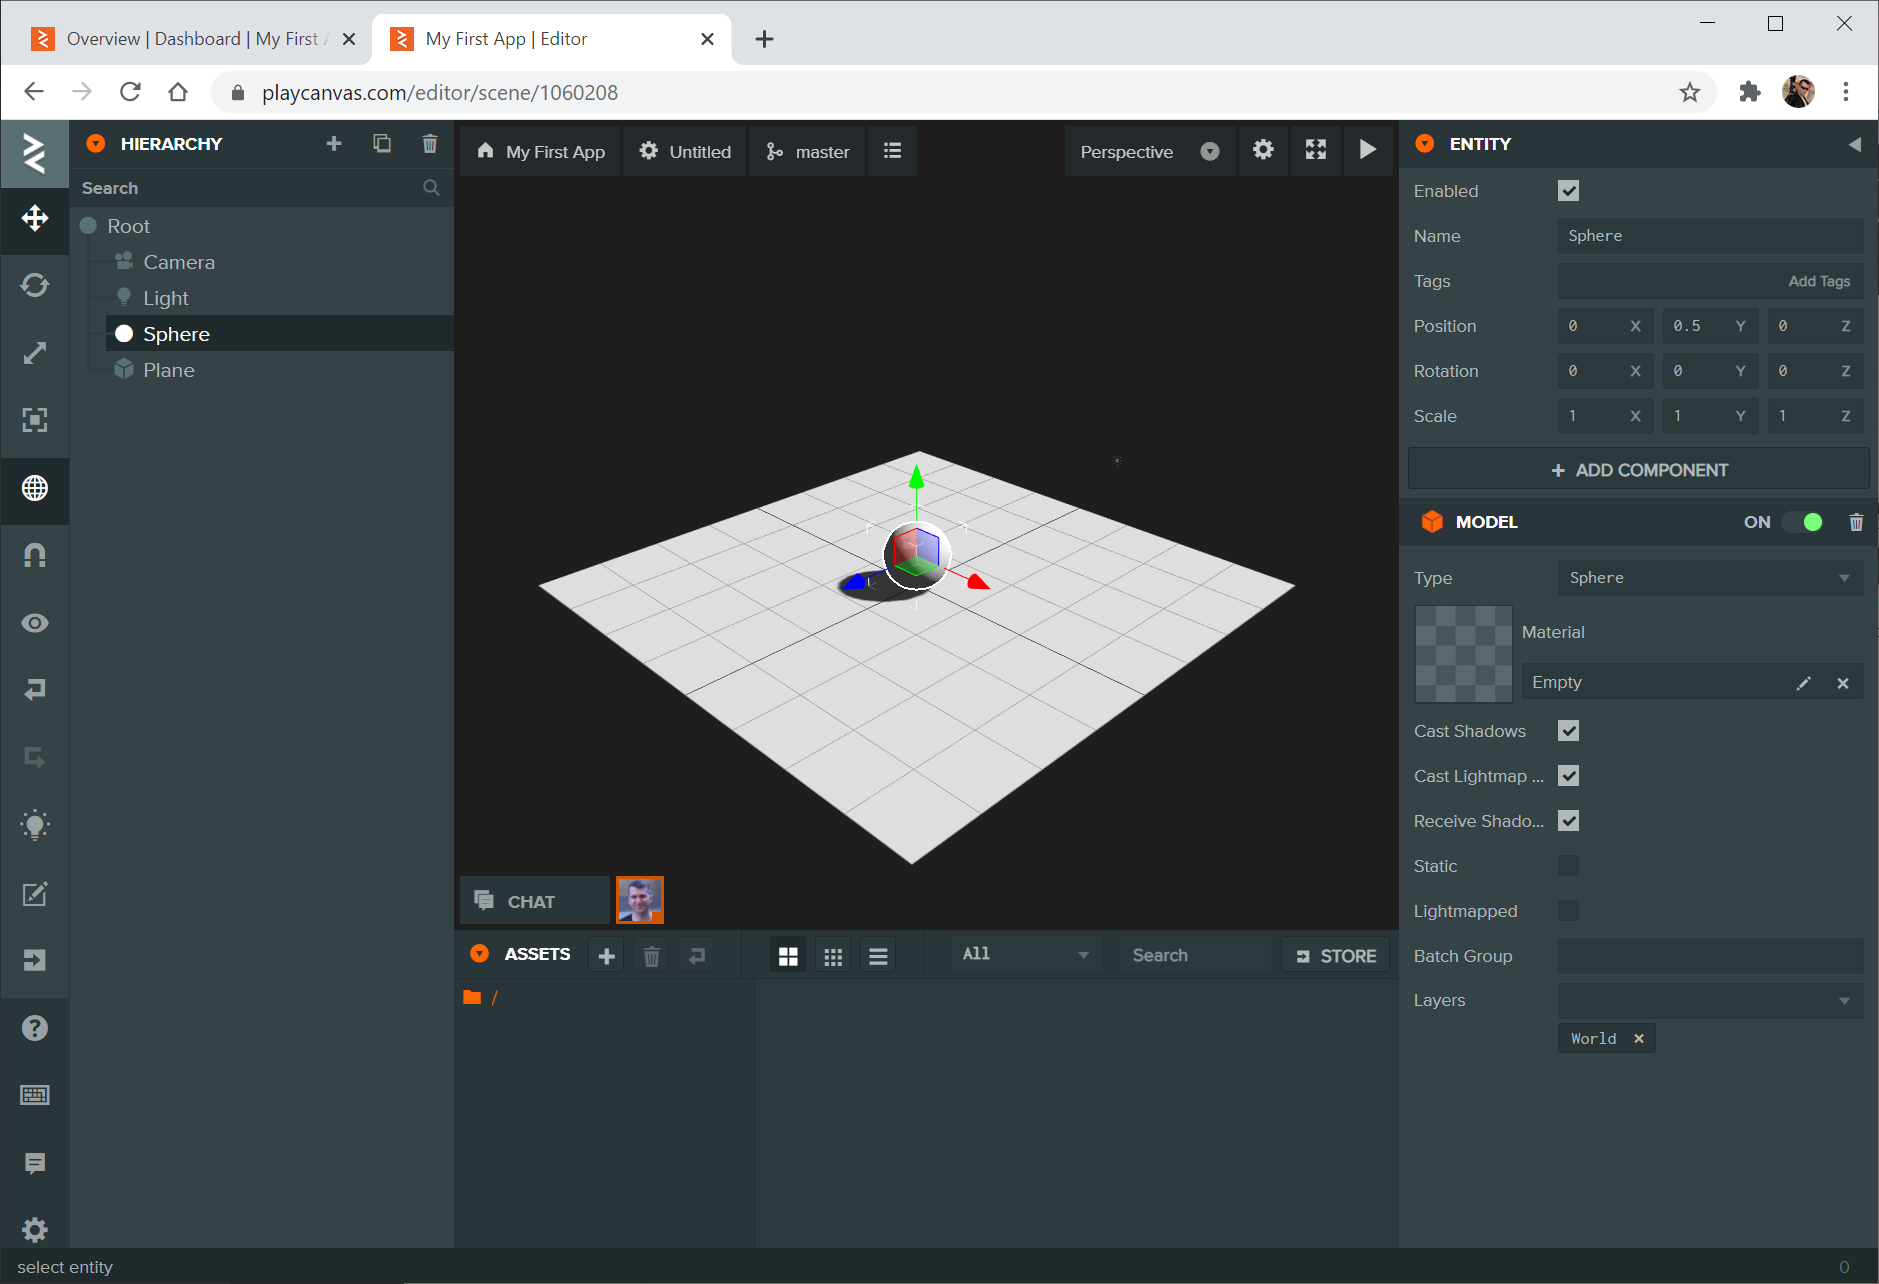 Overview | Dashboard | My First
My First App | Editor
playcanvas.com/editor/scene/1060208
HIERARCHY
Search
Root
Camera
Light
Sphere
Plane
My First App
Untitled
master
Perspective
CHAT
ASSETS
All
Search
STORE
/
ENTITY
Enabled
Name
Sphere
Tags
Add Tags
Position
0 X 0.5 Y 0 Z
Rotation
0 X 0 Y 0 Z
Scale
1 X 1 Y 1 Z
+ ADD COMPONENT
MODEL
ON
Type
Sphere
Material
Empty
Cast Shadows
Cast Lightmap ...
Receive Shado...
Static
Lightmapped
Batch Group
Layers
World
select entity
0